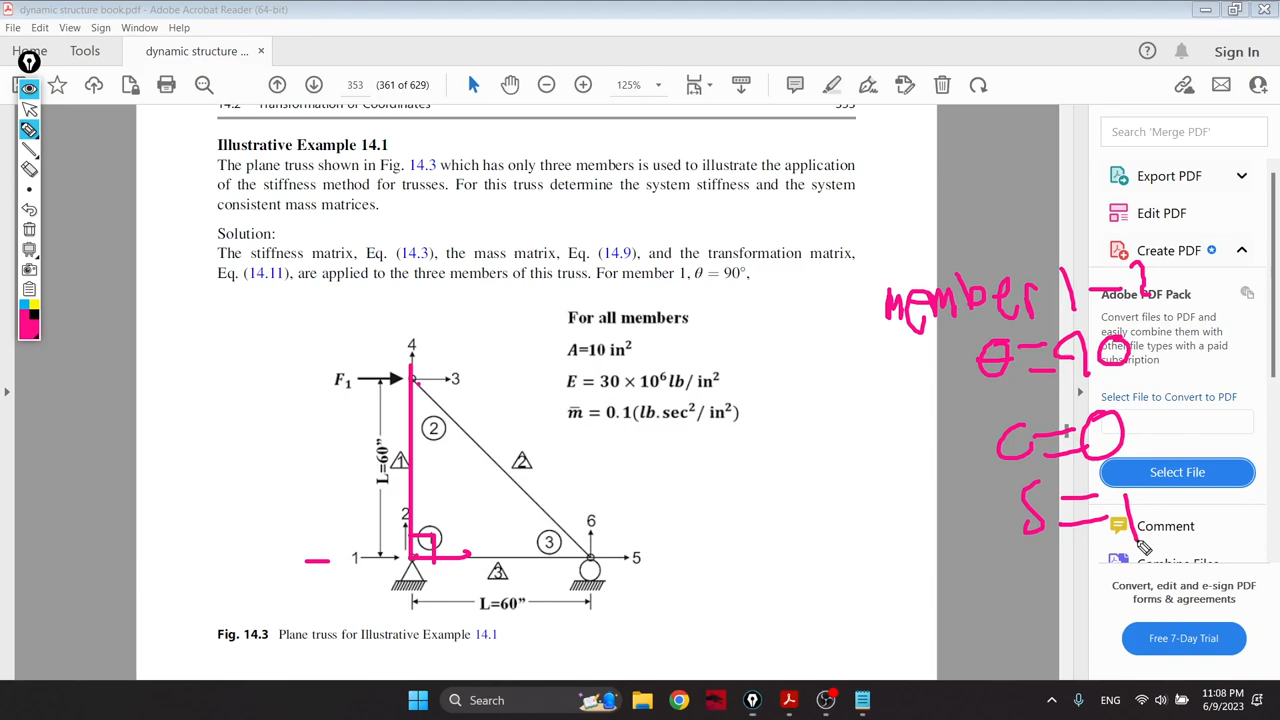 dynamic structure book.pdf - Adobe Acrobat Reader (64-bit)
File Edit View Sign Window Help
Home Tools dynamic structure ... × Sign In
353 (361 of 629) 125%
14.2 Transformation of Coordinates 353
Illustrative Example 14.1
The plane truss shown in Fig. 14.3 which has only three members is used to illustrate the application
of the stiffness method for trusses. For this truss determine the system stiffness and the system
consistent mass matrices.
Solution:
The stiffness matrix, Eq. (14.3), the mass matrix, Eq. (14.9), and the transformation matrix,
Eq. (14.11), are applied to the three members of this truss. For member 1, θ = 90°,
For all members
A=10 in²
E = 30 × 10⁶ lb/ in²
m̅ = 0.1(lb.sec²/ in²)
4
F₁ 3
2
L=60"
1
2
2
6
3
1 5
3
L=60"
Fig. 14.3 Plane truss for Illustrative Example 14.1
member 1-2
θ=90
C=0
S=1
Search 'Merge PDF'
Export PDF
Edit PDF
Create PDF
Adobe PDF Pack
Convert files to PDF and
easily combine them with
other file types with a paid
subscription
Select File to Convert to PDF
Select File
Comment
Combine Files
Convert, edit and e-sign PDF
forms & agreements
Free 7-Day Trial
Search
ENG
11:08 PM
6/9/2023